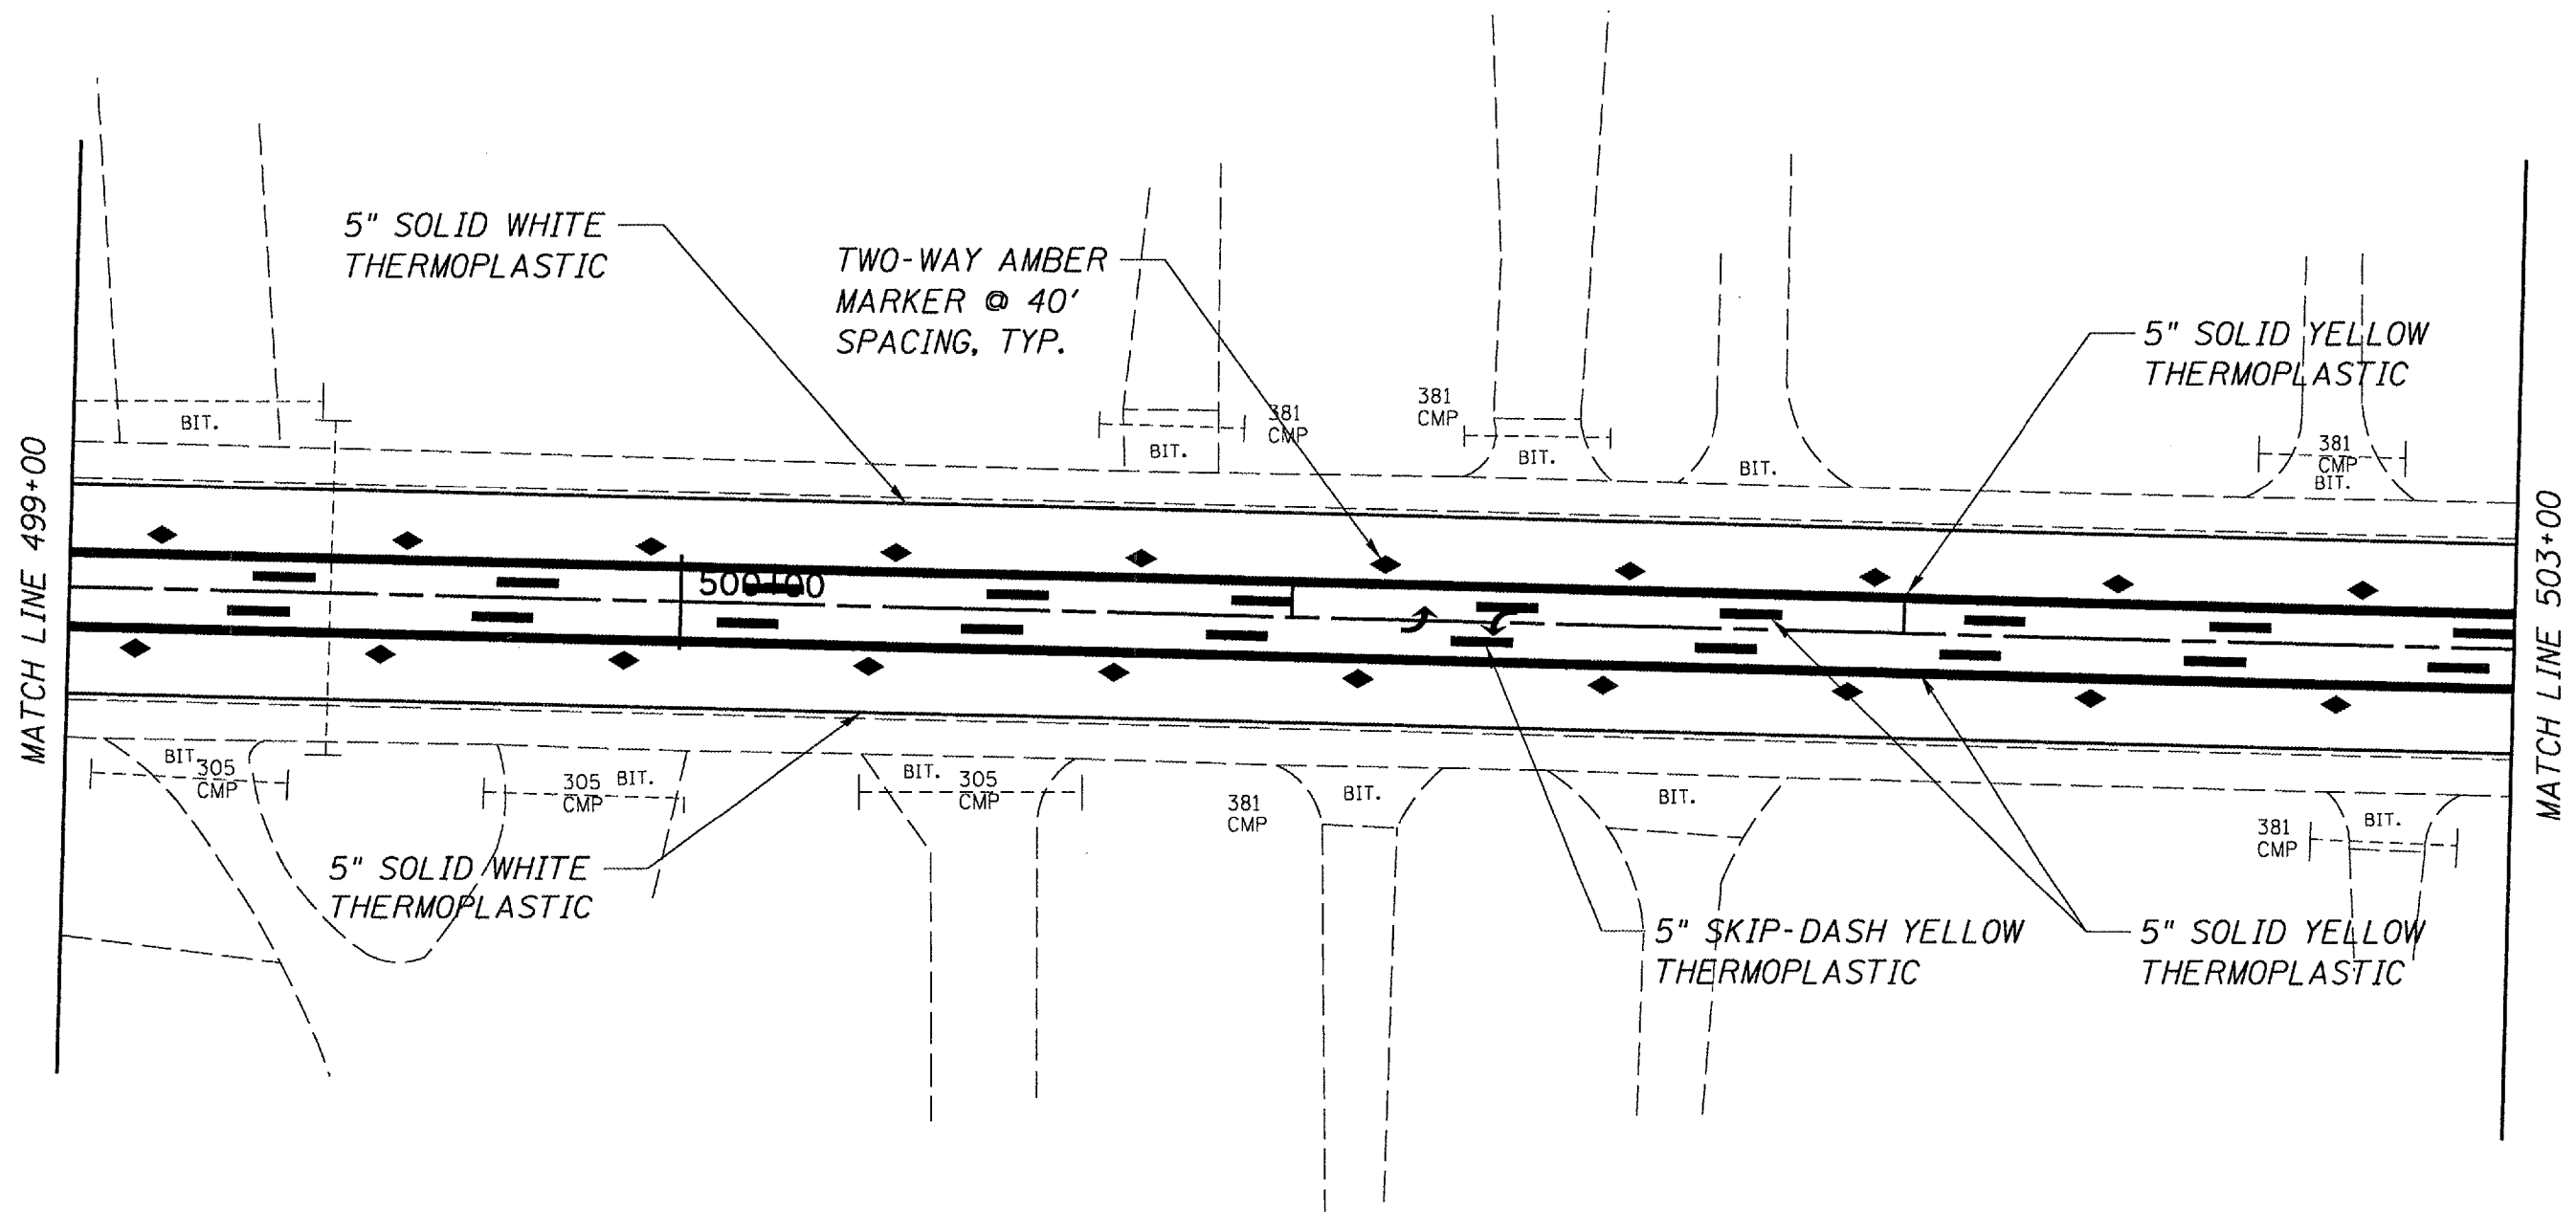 5" SOLID WHITE
THERMOPLASTIC
TWO-WAY AMBER
MARKER @ 40'
SPACING, TYP.
5" SOLID YELLOW
THERMOPLASTIC
BIT.
381
CMP
BIT.
381
CMP
BIT.
BIT.
381
CMP
BIT.
MATCH LINE 499+00
500+00
MATCH LINE 503+00
BIT.
305
CMP
305
CMP
BIT.
BIT.
305
CMP
381
CMP
BIT.
BIT.
381
CMP
BIT.
5" SOLID WHITE
THERMOPLASTIC
5" SKIP-DASH YELLOW
THERMOPLASTIC
5" SOLID YELLOW
THERMOPLASTIC